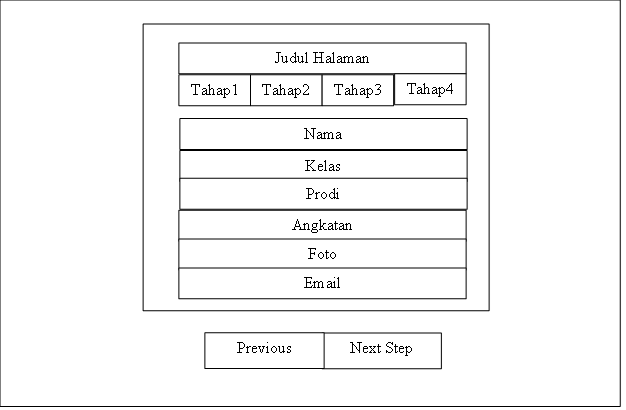 Judul Halaman
Tahap1 Tahap2 Tahap3 Tahap4
Nama
Kelas
Prodi
Angkatan
Foto
Email
Previous Next Step